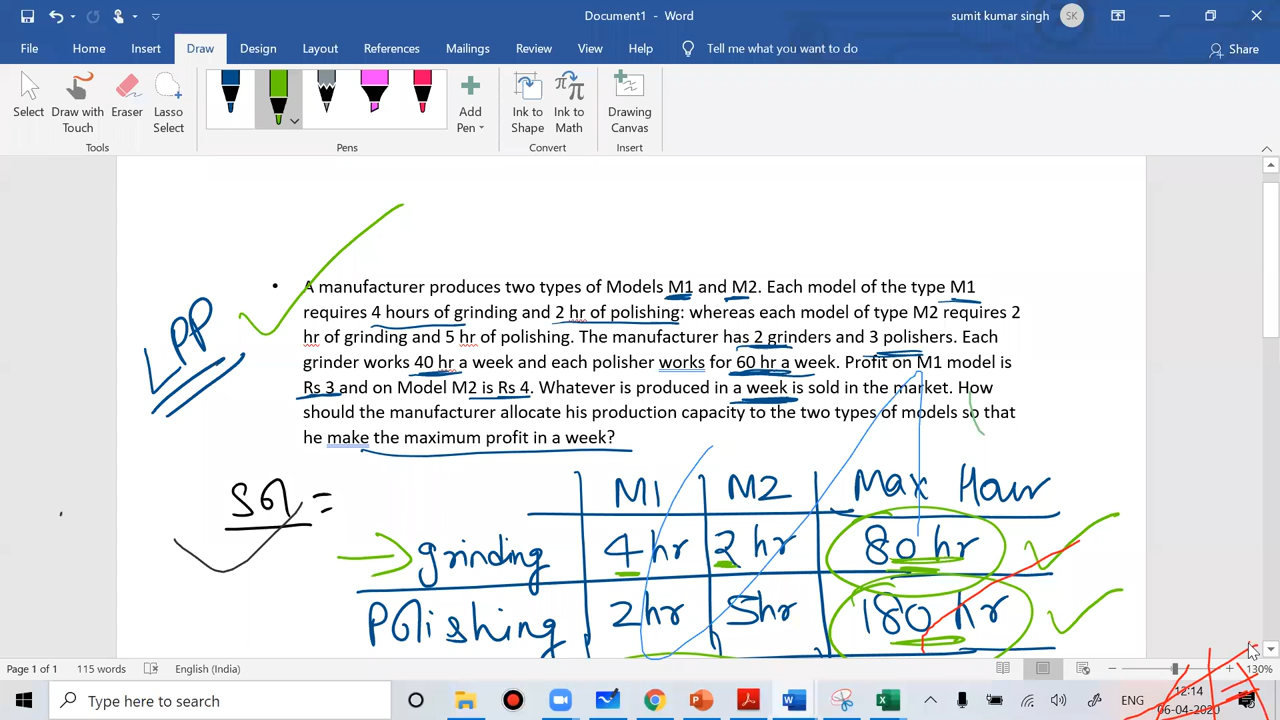 Document1 - Word
sumit kumar singh SK
File Home Insert Draw Design Layout References Mailings Review View Help Tell me what you want to do Share
Select Draw with Touch Eraser Lasso Select Add Pen Ink to Shape Ink to Math Drawing Canvas
Tools Pens Convert Insert
• A manufacturer produces two types of Models M1 and M2. Each model of the type M1
requires 4 hours of grinding and 2 hr of polishing: whereas each model of type M2 requires 2
hr of grinding and 5 hr of polishing. The manufacturer has 2 grinders and 3 polishers. Each
grinder works 40 hr a week and each polisher works for 60 hr a week. Profit on M1 model is
Rs 3 and on Model M2 is Rs 4. Whatever is produced in a week is sold in the market. How
should the manufacturer allocate his production capacity to the two types of models so that
he make the maximum profit in a week?
LPP
Sol =
M1 M2 Max Hour
grinding 4 hr 2 hr 80 hr
Polishing 2hr 5hr 180 hr
Page 1 of 1 115 words English (India) 130%
Type here to search ENG 12:14
06-04-2020